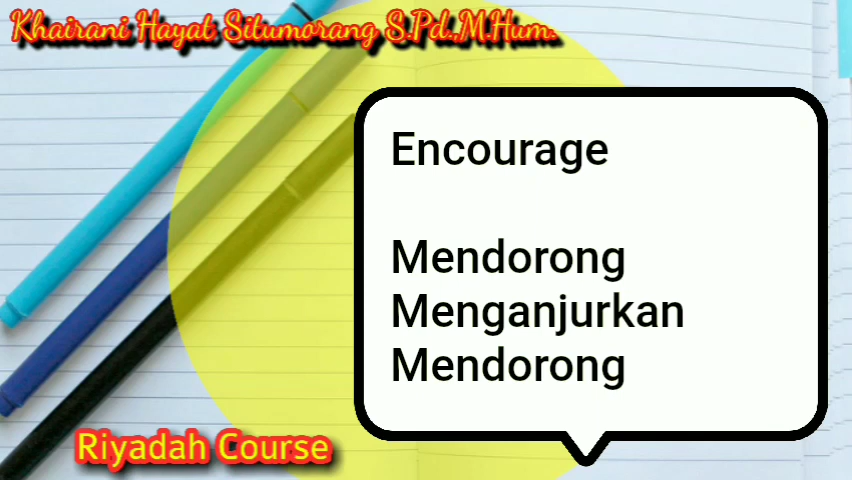 Khairani Hayat Situmorang S.Pd.,M.Hum.
Encourage
Mendorong
Menganjurkan
Mendorong
Riyadah Course